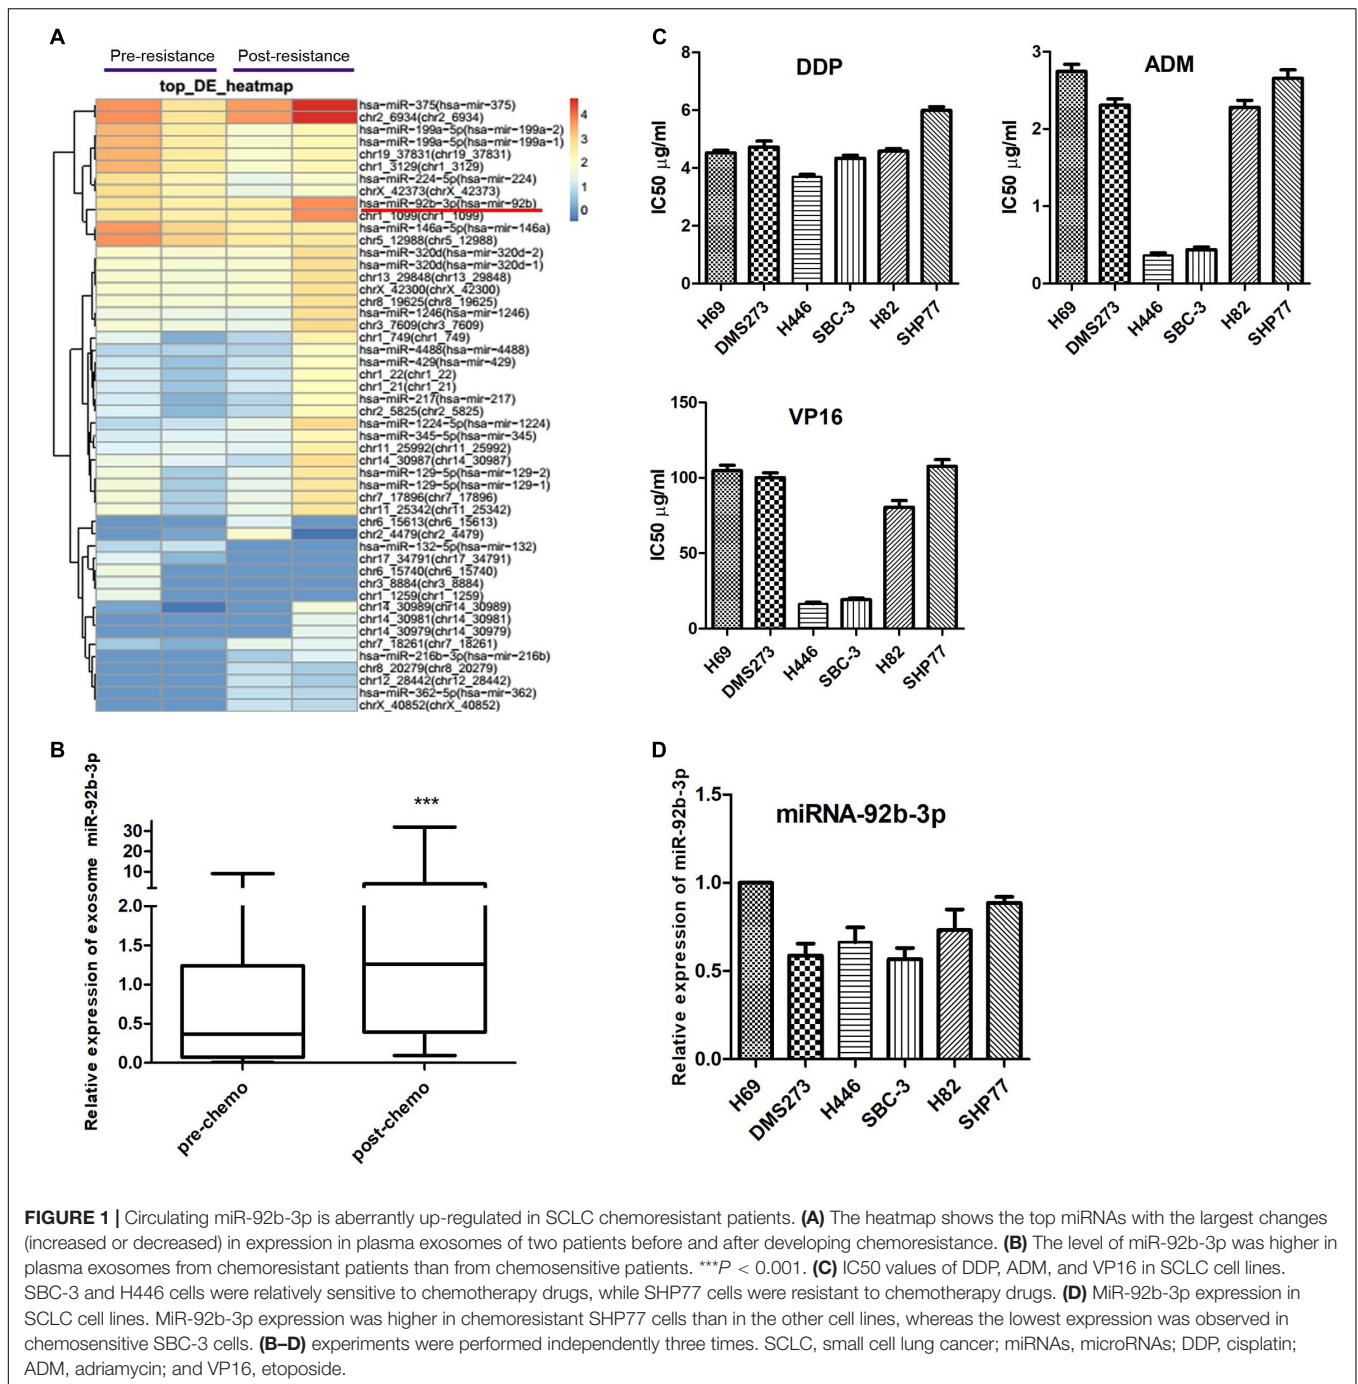 A
Pre-resistance Post-resistance
top_DE_heatmap
hsa-miR-375(hsa-mir-375)
chr2_6934(chr2_6934)
hsa-miR-199a-5p(hsa-mir-199a-2)
hsa-miR-199a-5p(hsa-mir-199a-1)
chr19_37831(chr19_37831)
chr1_3129(chr1_3129)
hsa-miR-224-5p(hsa-mir-224)
chrX_42373(chrX_42373)
hsa-miR-92b-3p(hsa-mir-92b)
chr1_1099(chr1_1099)
hsa-miR-146a-5p(hsa-mir-146a)
chr5_12988(chr5_12988)
hsa-miR-320d(hsa-mir-320d-2)
hsa-miR-320d(hsa-mir-320d-1)
chr13_29848(chr13_29848)
chrX_42300(chrX_42300)
chr8_19625(chr8_19625)
hsa-miR-1246(hsa-mir-1246)
chr3_7609(chr3_7609)
chr1_749(chr1_749)
hsa-miR-4488(hsa-mir-4488)
hsa-miR-429(hsa-mir-429)
chr1_22(chr1_22)
chr1_21(chr1_21)
hsa-miR-217(hsa-mir-217)
chr2_5825(chr2_5825)
hsa-miR-1224-5p(hsa-mir-1224)
hsa-miR-345-5p(hsa-mir-345)
chr11_25992(chr11_25992)
chr14_30987(chr14_30987)
hsa-miR-129-5p(hsa-mir-129-2)
hsa-miR-129-5p(hsa-mir-129-1)
chr7_17896(chr7_17896)
chr11_25342(chr11_25342)
chr6_15613(chr6_15613)
chr2_4479(chr2_4479)
hsa-miR-132-5p(hsa-mir-132)
chr17_34791(chr17_34791)
chr6_15740(chr6_15740)
chr3_8884(chr3_8884)
chr1_1259(chr1_1259)
chr14_30989(chr14_30989)
chr14_30981(chr14_30981)
chr14_30979(chr14_30979)
chr7_18261(chr7_18261)
hsa-miR-216b-3p(hsa-mir-216b)
chr8_20279(chr8_20279)
chr12_28442(chr12_28442)
hsa-miR-362-5p(hsa-mir-362)
chrX_40852(chrX_40852)
4
3
2
1
0
B
Relative expression of exosome miR-92b-3p
30
20
10
2.0
1.5
1.0
0.5
0.0
***
pre-chemo
post-chemo
C
DDP
IC50 µg/ml
8
6
4
2
0
H69 DMS273 H446 SBC-3 H82 SHP77
ADM
IC50 µg/ml
3
2
1
0
H69 DMS273 H446 SBC-3 H82 SHP77
VP16
IC50 µg/ml
150
100
50
0
H69 DMS273 H446 SBC-3 H82 SHP77
D
miRNA-92b-3p
Relative expression of miR-92b-3p
1.5
1.0
0.5
0.0
H69 DMS273 H446 SBC-3 H82 SHP77
FIGURE 1 | Circulating miR-92b-3p is aberrantly up-regulated in SCLC chemoresistant patients. (A) The heatmap shows the top miRNAs with the largest changes
(increased or decreased) in expression in plasma exosomes of two patients before and after developing chemoresistance. (B) The level of miR-92b-3p was higher in
plasma exosomes from chemoresistant patients than from chemosensitive patients. ***P < 0.001. (C) IC50 values of DDP, ADM, and VP16 in SCLC cell lines.
SBC-3 and H446 cells were relatively sensitive to chemotherapy drugs, while SHP77 cells were resistant to chemotherapy drugs. (D) MiR-92b-3p expression in
SCLC cell lines. MiR-92b-3p expression was higher in chemoresistant SHP77 cells than in the other cell lines, whereas the lowest expression was observed in
chemosensitive SBC-3 cells. (B–D) experiments were performed independently three times. SCLC, small cell lung cancer; miRNAs, microRNAs; DDP, cisplatin;
ADM, adriamycin; and VP16, etoposide.